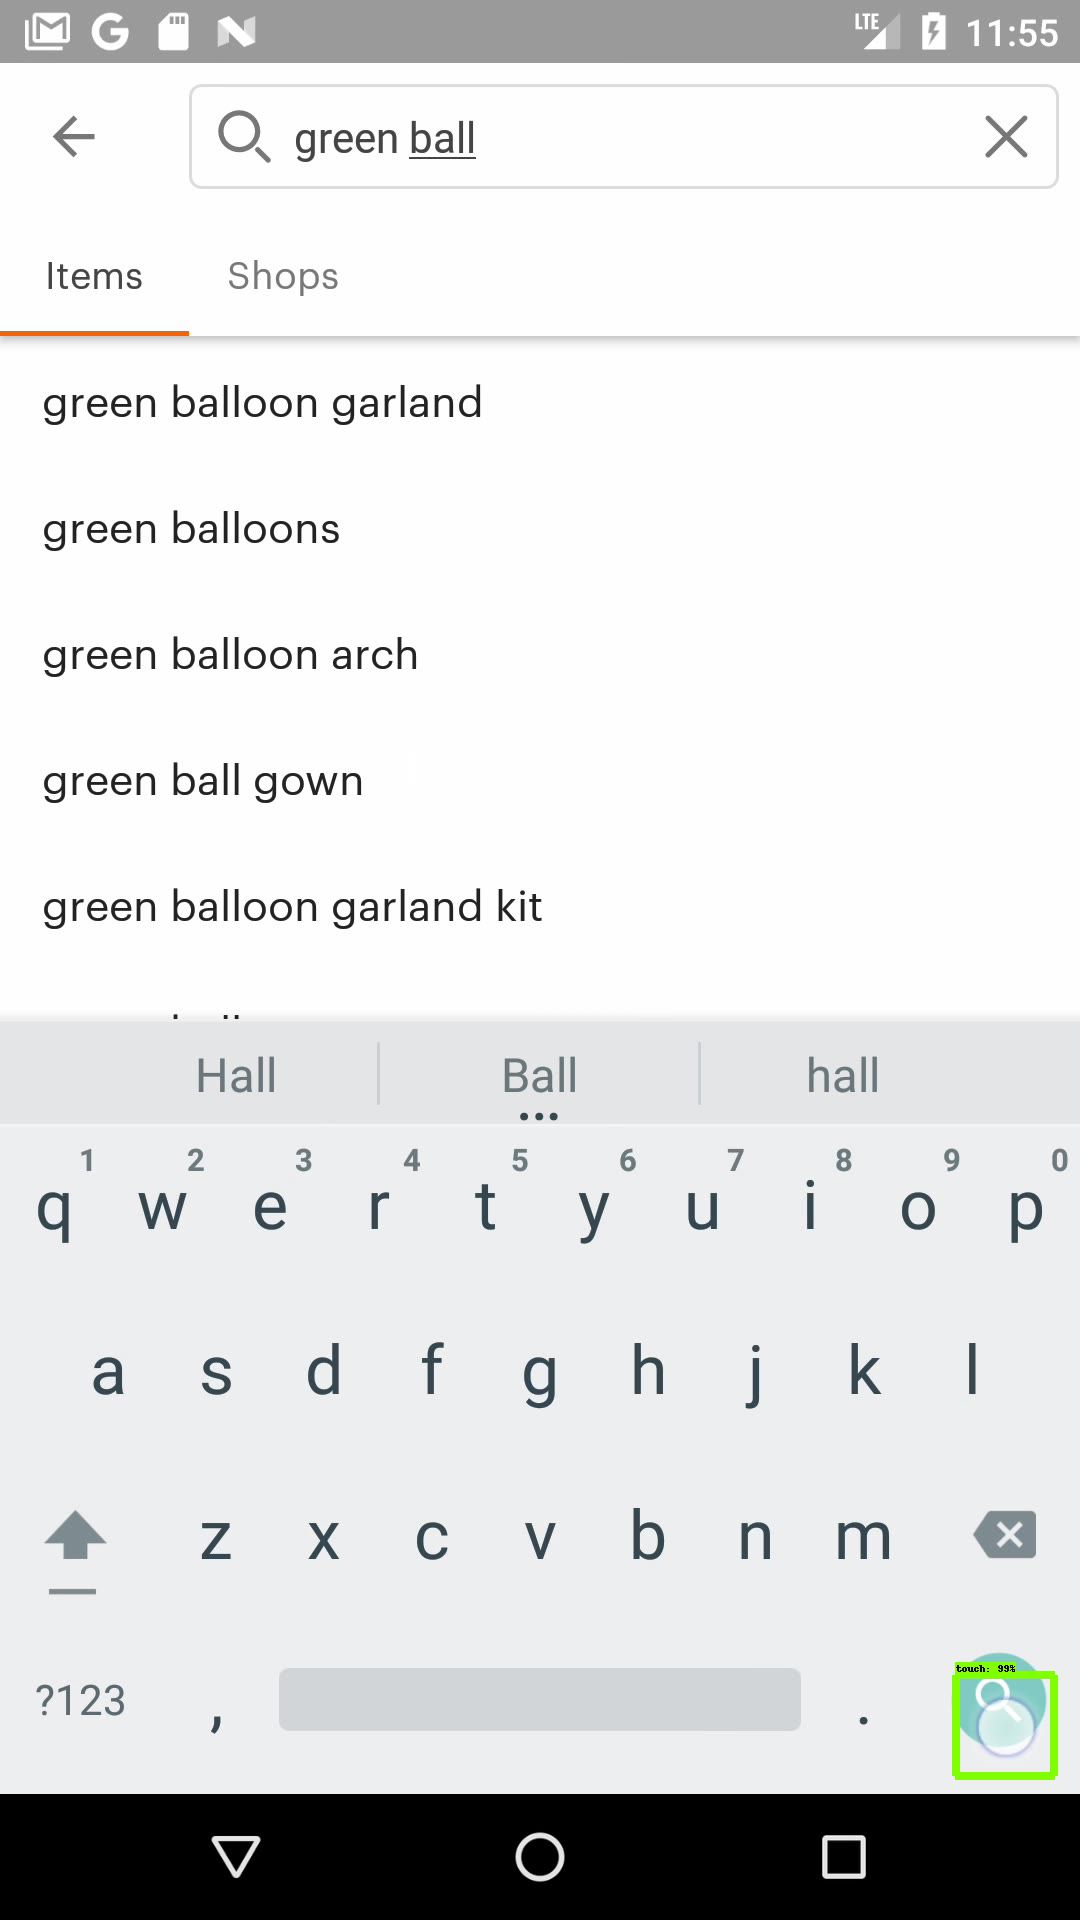 LTE 11:55
green ball
Items Shops
green balloon garland
green balloons
green balloon arch
green ball gown
green balloon garland kit
Hall Ball hall
1 2 3 4 5 6 7 8 9 0
q w e r t y u i o p
a s d f g h j k l
z x c v b n m
touch: 99%
?123 , .